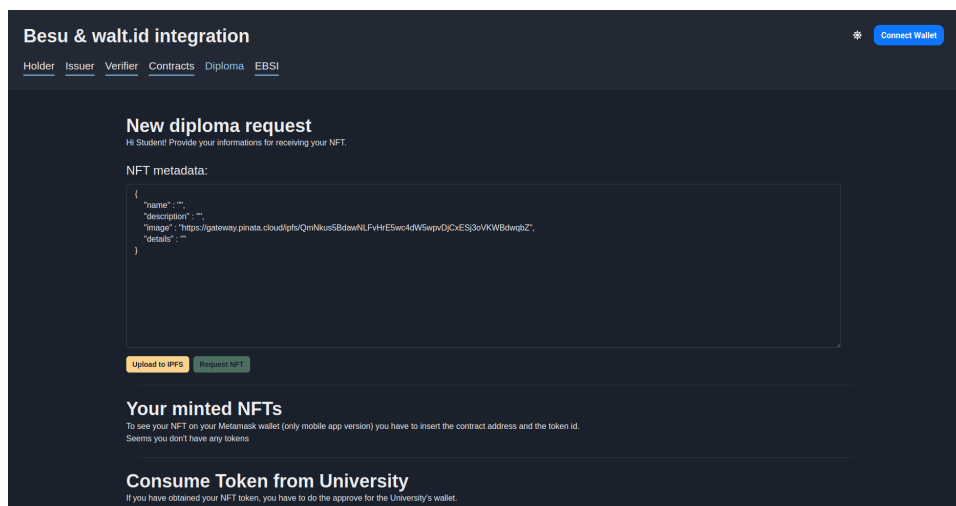 Besu & walt.id integration
Connect Wallet
Holder Issuer Verifier Contracts Diploma EBSI
New diploma request
Hi Student! Provide your informations for receiving your NFT.
NFT metadata:
{
"name" : "",
"description" : "",
"image" : "https://gateway.pinata.cloud/ipfs/QmNkus5BdawNLFvHrE5wc4dW5wpvDjCxESj3oVKWBdwqbZ",
"details" : ""
}
Upload to IPFS Request NFT
Your minted NFTs
To see your NFT on your Metamask wallet (only mobile app version) you have to insert the contract address and the token id.
Seems you don't have any tokens
Consume Token from University
If you have obtained your NFT token, you have to do the approve for the University's wallet.